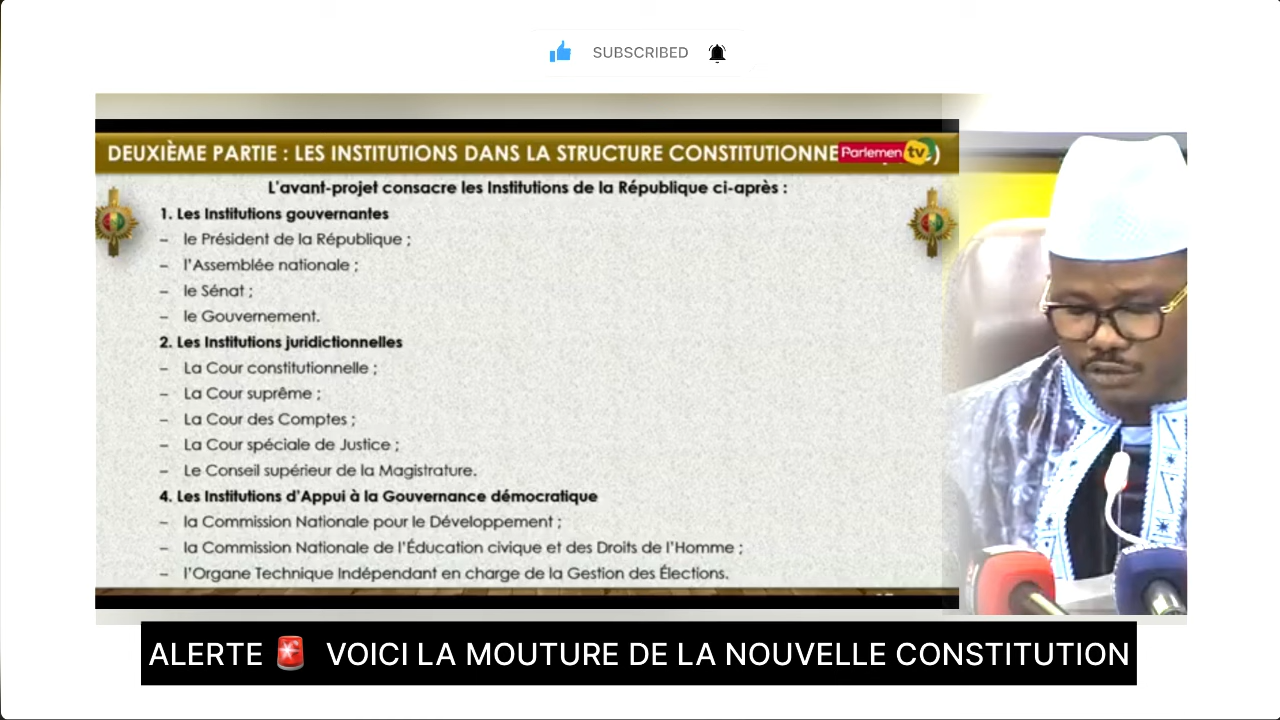 SUBSCRIBED
DEUXIÈME PARTIE : LES INSTITUTIONS DANS LA STRUCTURE
Parlemen tv
L'avant-projet consacre les Institutions de la République ci-après :
1. Les Institutions gouvernantes
– le Président de la République ;
– l'Assemblée nationale ;
– le Sénat ;
– le Gouvernement.
2. Les Institutions juridictionnelles
– La Cour constitutionnelle ;
– La Cour suprême ;
– La Cour des Comptes ;
– La Cour spéciale de Justice ;
– Le Conseil supérieur de la Magistrature.
4. Les Institutions d'Appui à la Gouvernance démocratique
– la Commission Nationale pour le Développement ;
– la Commission Nationale de l'Éducation civique et des Droits de l'Homme ;
– l'Organe Technique Indépendant en charge de la Gestion des Élections.
ALERTE 🚨 VOICI LA MOUTURE DE LA NOUVELLE CONSTITUTION